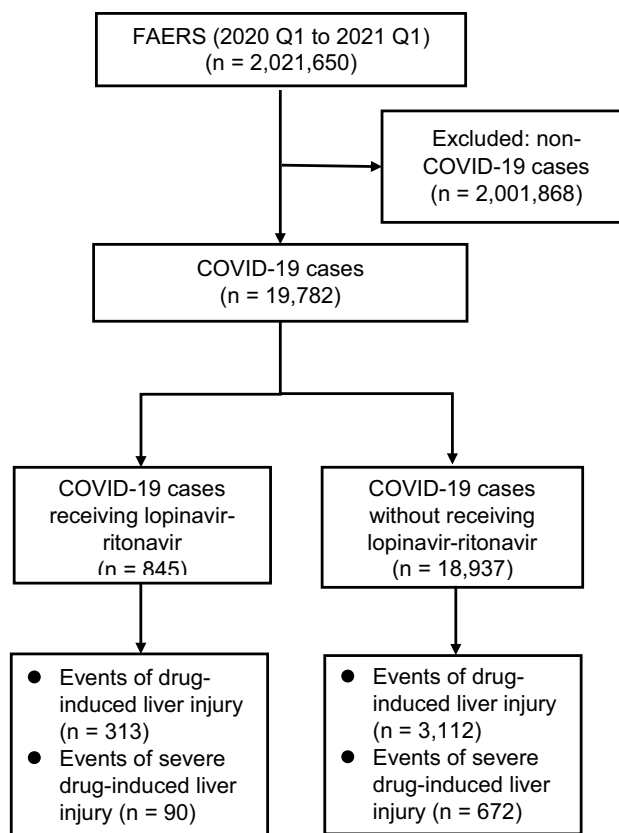 FAERS (2020 Q1 to 2021 Q1)
(n = 2,021,650)
Excluded: non-
COVID-19 cases
(n = 2,001,868)
COVID-19 cases
(n = 19,782)
COVID-19 cases
receiving lopinavir-
ritonavir
(n = 845)
COVID-19 cases
without receiving
lopinavir-ritonavir
(n = 18,937)
● Events of drug-
induced liver injury
(n = 313)
● Events of severe
drug-induced liver
injury (n = 90)
● Events of drug-
induced liver injury
(n = 3,112)
● Events of severe
drug-induced liver
injury (n = 672)